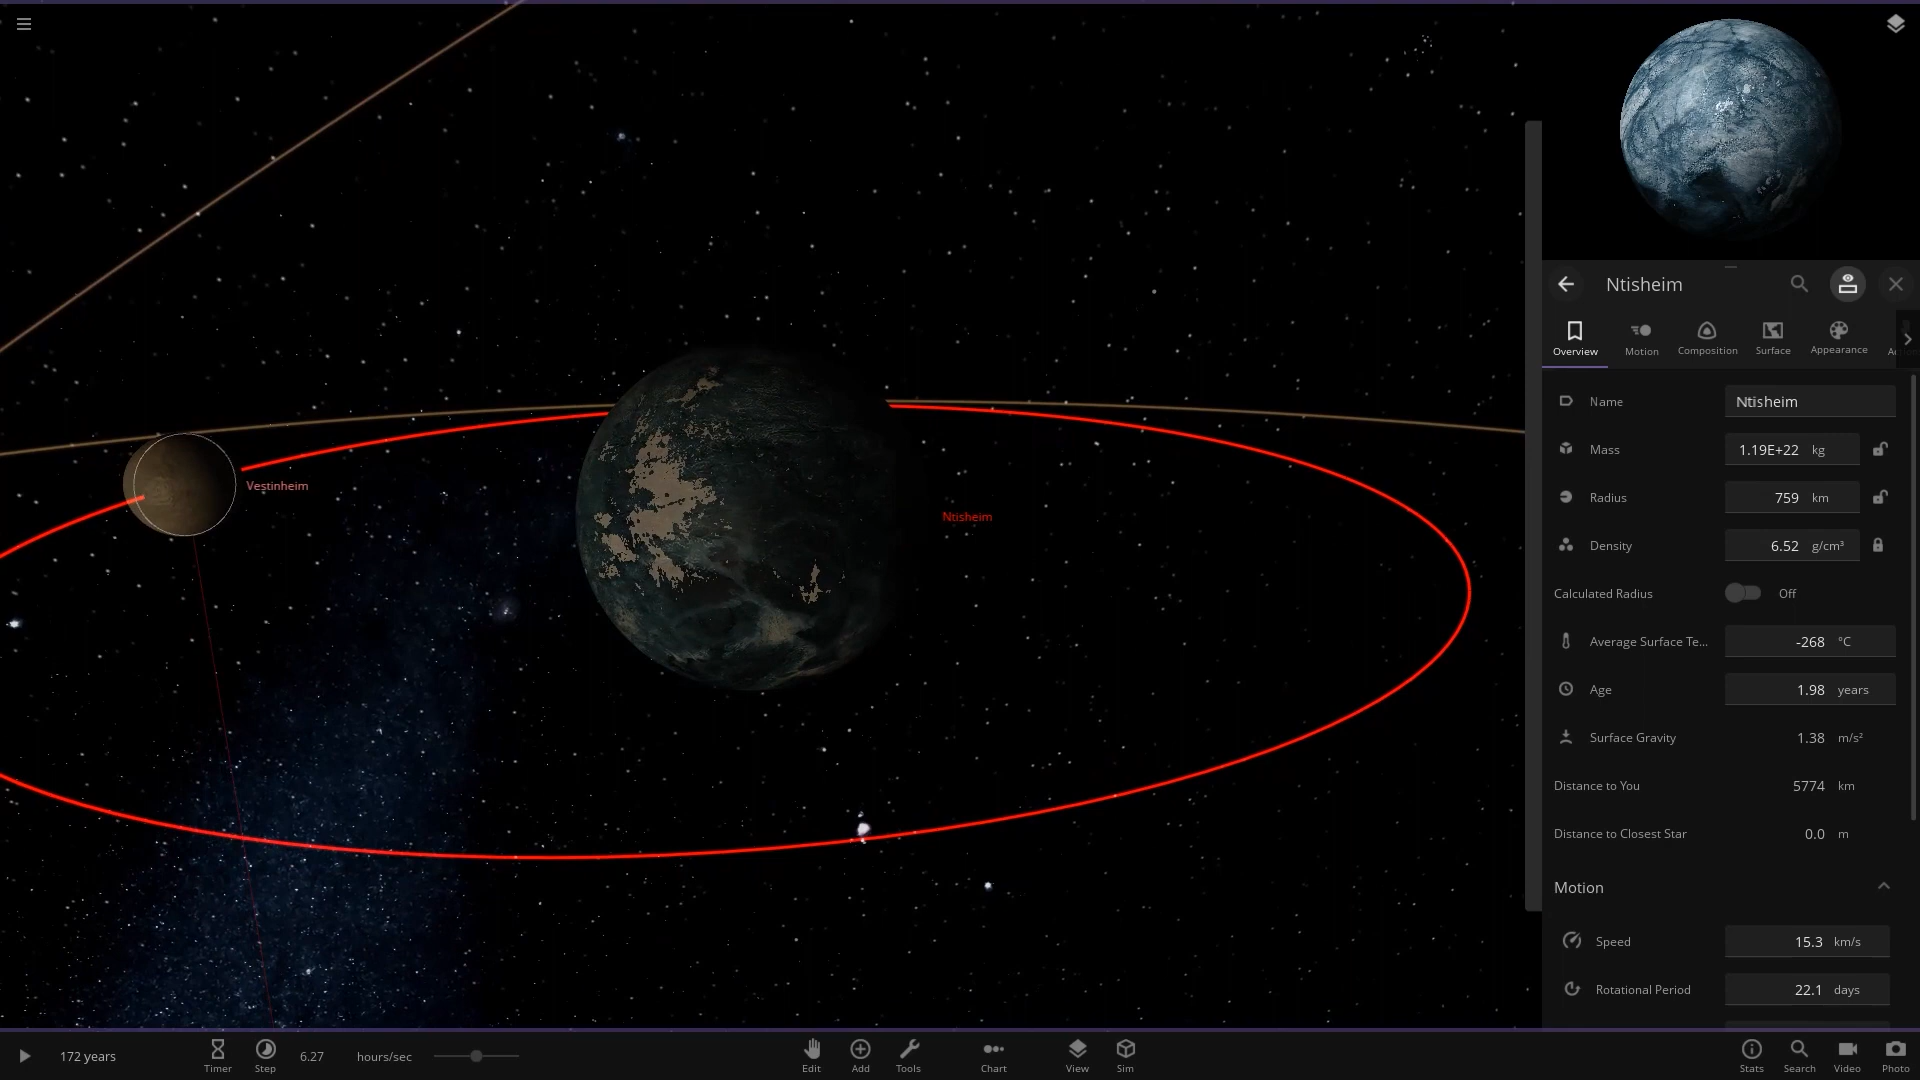 Vestinheim
Ntisheim
Ntisheim
Overview
Motion
Composition
Surface
Appearance
Name Ntisheim
Mass 1.19E+22 kg
Radius 759 km
Density 6.52 g/cm³
Calculated Radius Off
Average Surface Te... -268 °C
Age 1.98 years
Surface Gravity 1.38 m/s²
Distance to You 5774 km
Distance to Closest Star 0.0 m
Motion
Speed 15.3 km/s
Rotational Period 22.1 days
172 years
Timer
Step
6.27 hours/sec
Edit
Add
Tools
Chart
View
Sim
Stats
Search
Video
Photo